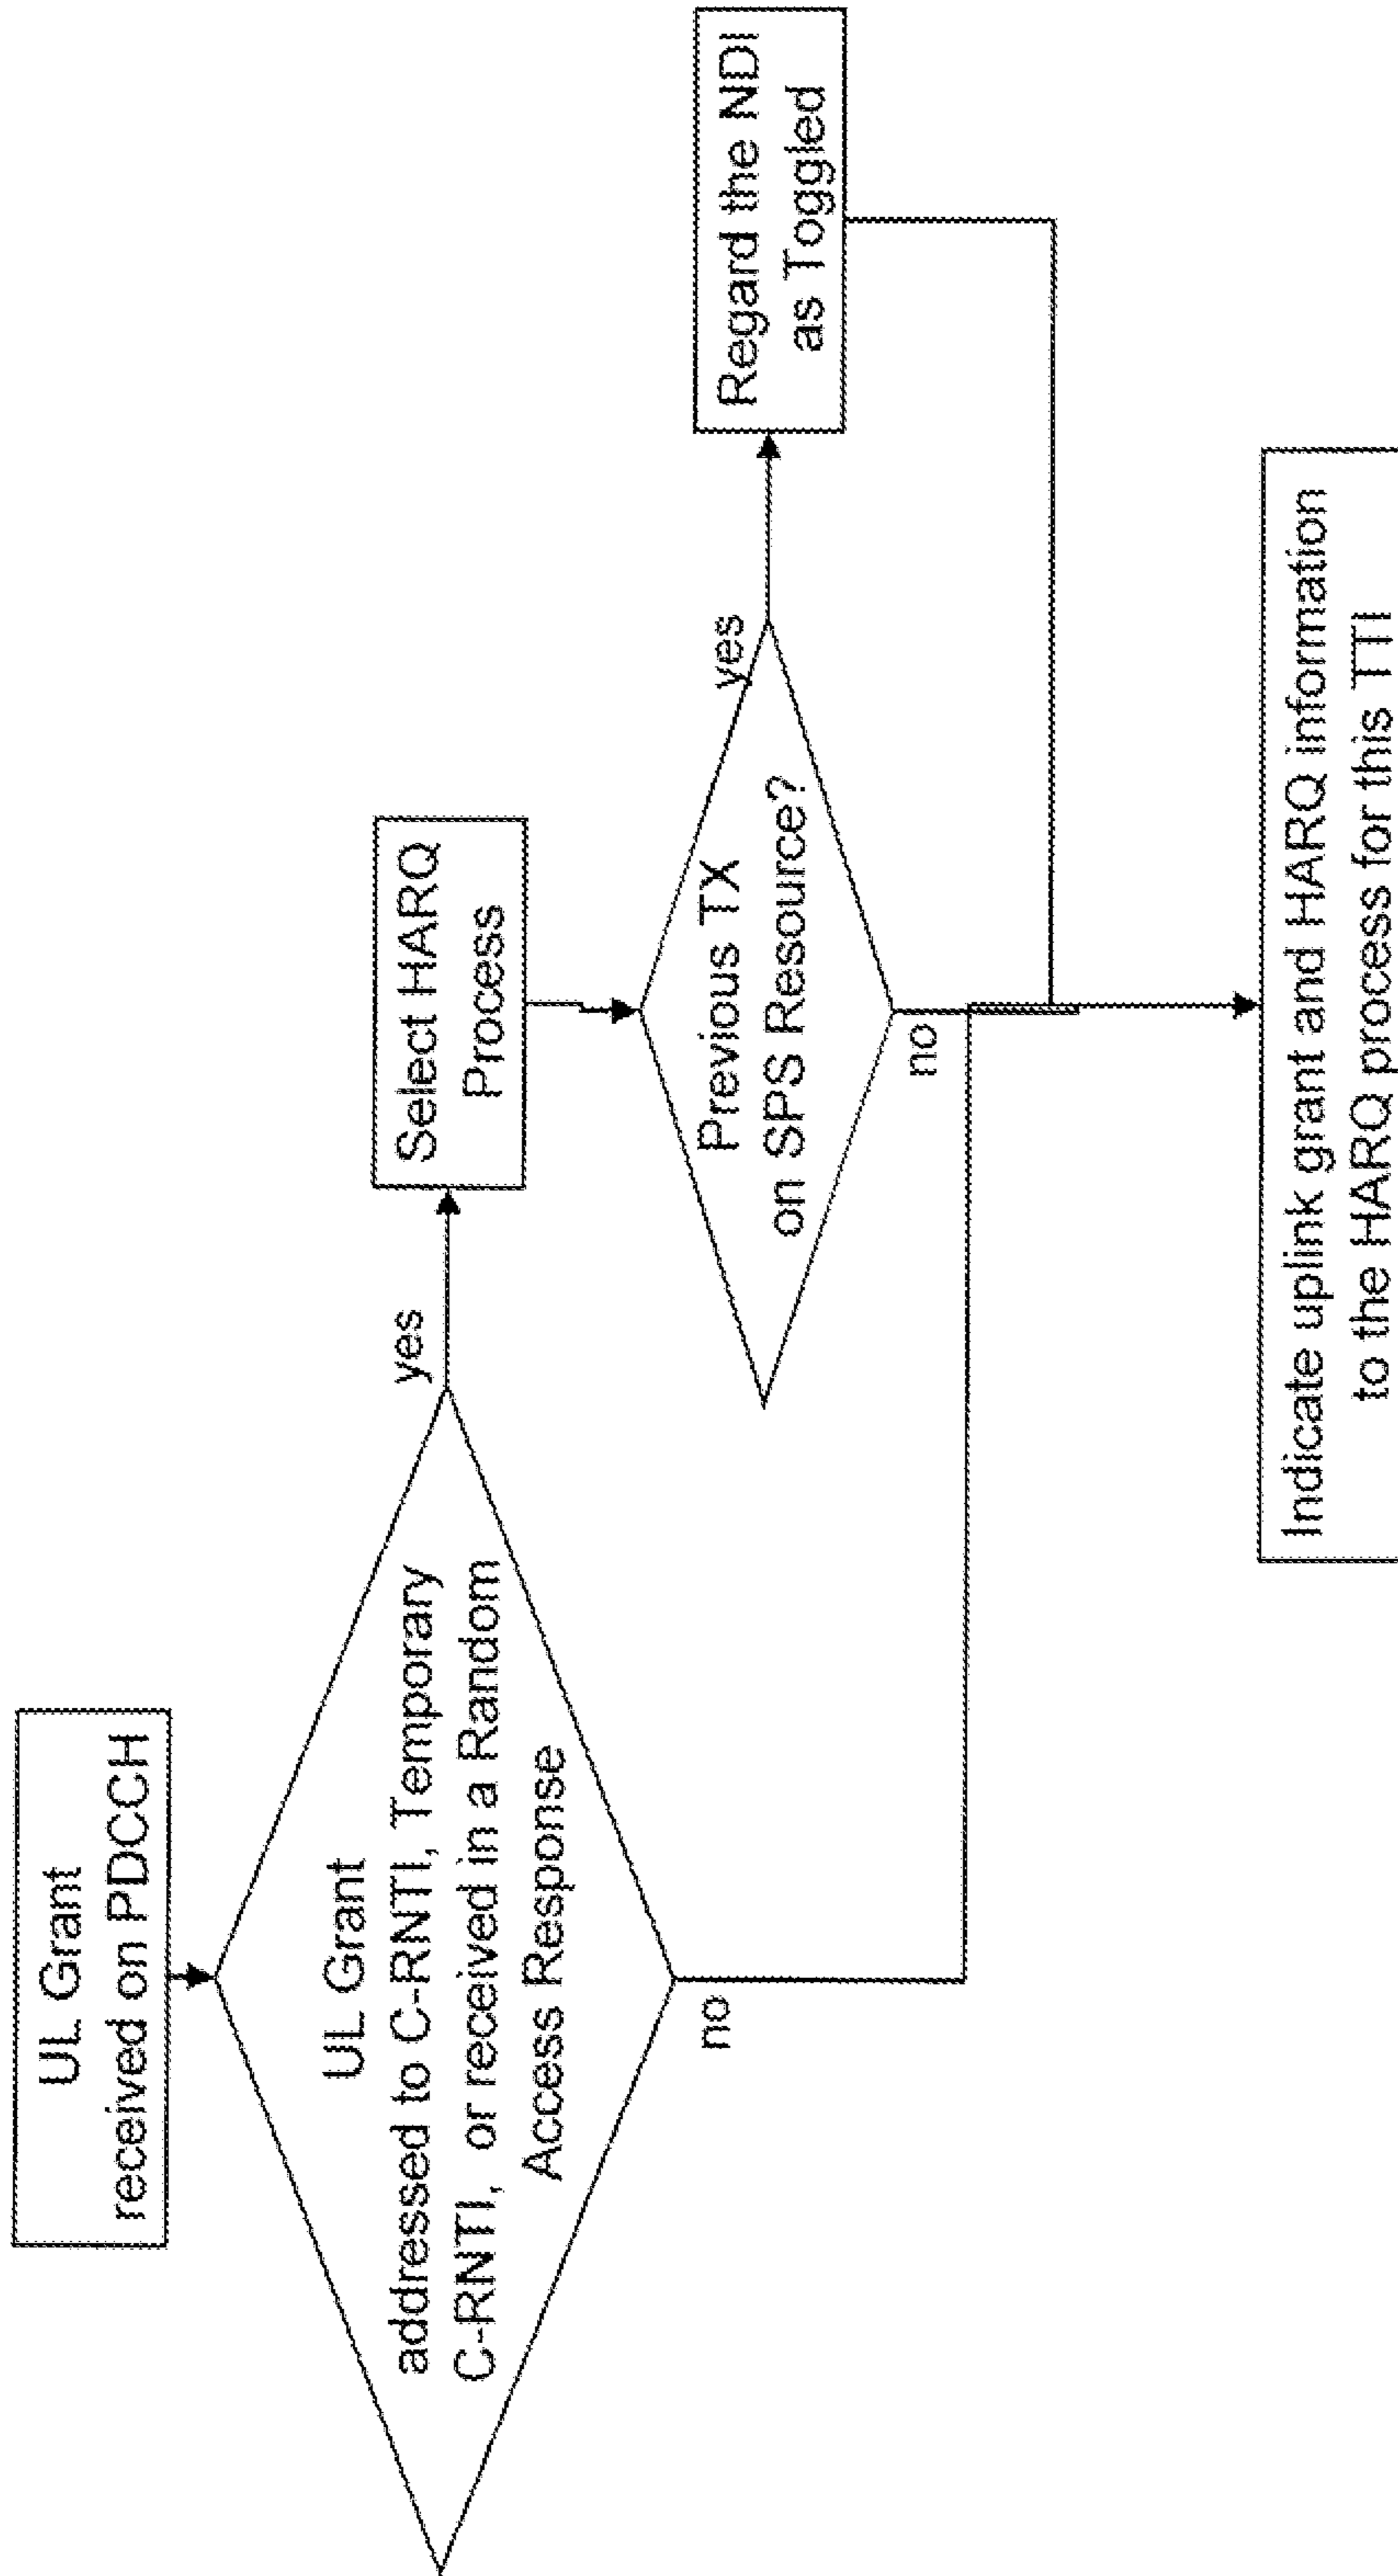 UL Grant
received on PDCCH
UL Grant
addressed to C-RNTI, Temporary
C-RNTI, or received in a Random
Access Response
yes
no
Select HARQ
Process
Previous TX
on SPS Resource?
yes
no
Regard the NDI
as Toggled
Indicate uplink grant and HARQ information
to the HARQ process for this TTI